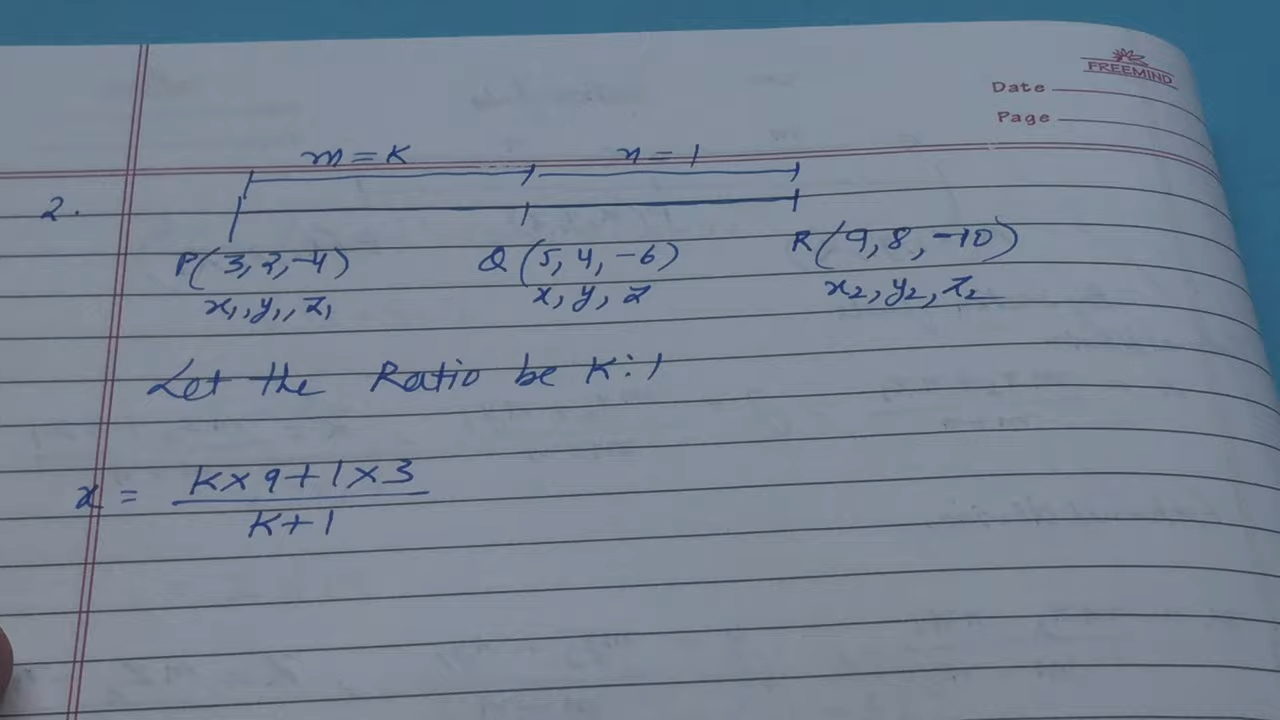 FREEMIND
Date
Page
m = K n = 1
2.
P(3, 2, -4) Q(5, 4, -6) R(9, 8, -10)
x₁, y₁, z₁ x, y, z x₂, y₂, z₂
Let the Ratio be K:1
x = K×9+1×3
K+1